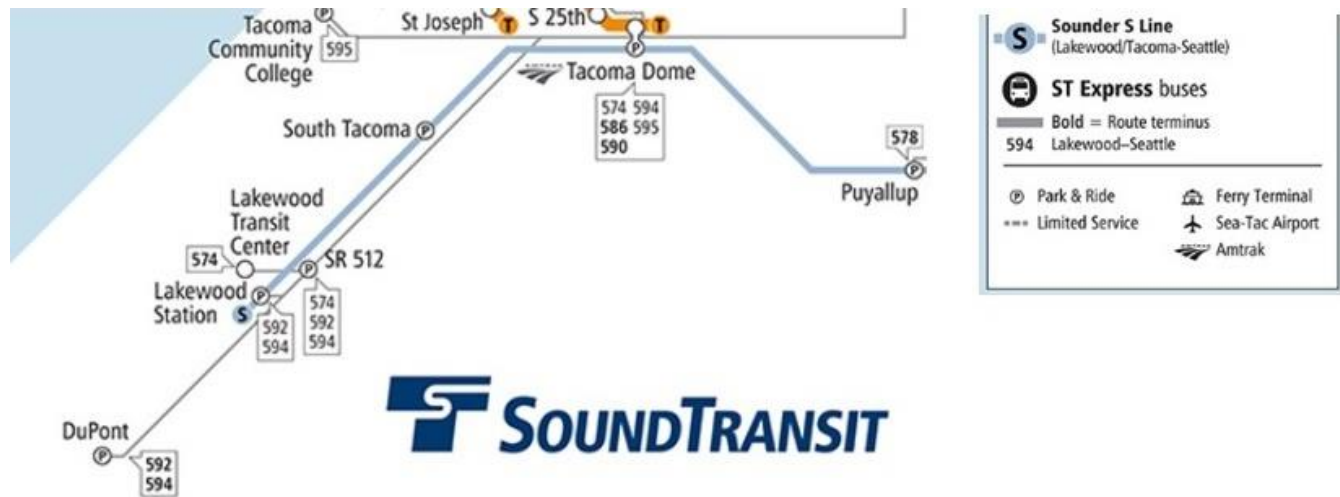 Tacoma
Community
College
595
St Joseph
T
S 25th
T
P
AMTRAK
Tacoma Dome
574 594
586 595
590
South Tacoma P
578
P
Puyallup
Lakewood
Transit
Center
574
P SR 512
Lakewood P
Station S
574
592
594
592
594
DuPont
P
592
594
SOUNDTRANSIT
S Sounder S Line
(Lakewood/Tacoma-Seattle)
ST Express buses
Bold = Route terminus
594 Lakewood–Seattle
P Park & Ride
Limited Service
Ferry Terminal
Sea-Tac Airport
Amtrak